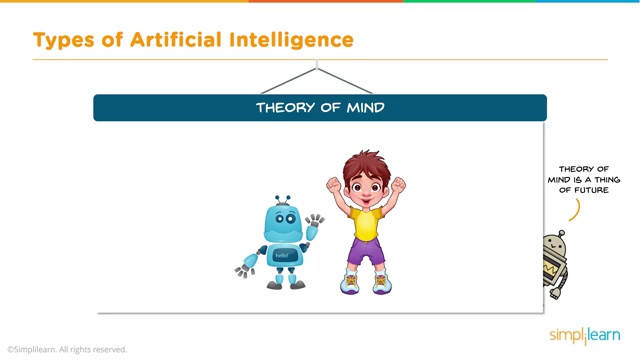 Types of Artificial Intelligence
THEORY OF MIND
THEORY OF
MIND IS A THING
OF FUTURE
hello!
©Simplilearn. All rights reserved.
simplilearn